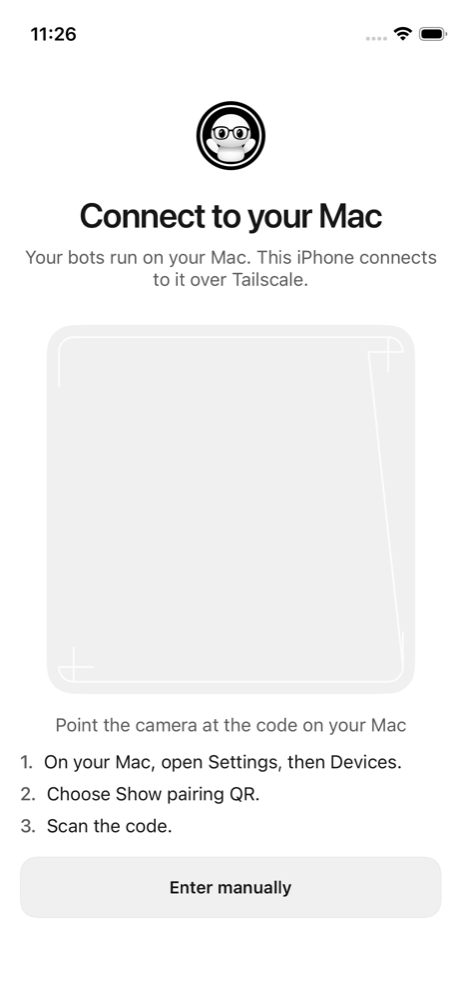 11:26
Connect to your Mac
Your bots run on your Mac. This iPhone connects
to it over Tailscale.
Point the camera at the code on your Mac
1. On your Mac, open Settings, then Devices.
2. Choose Show pairing QR.
3. Scan the code.
Enter manually